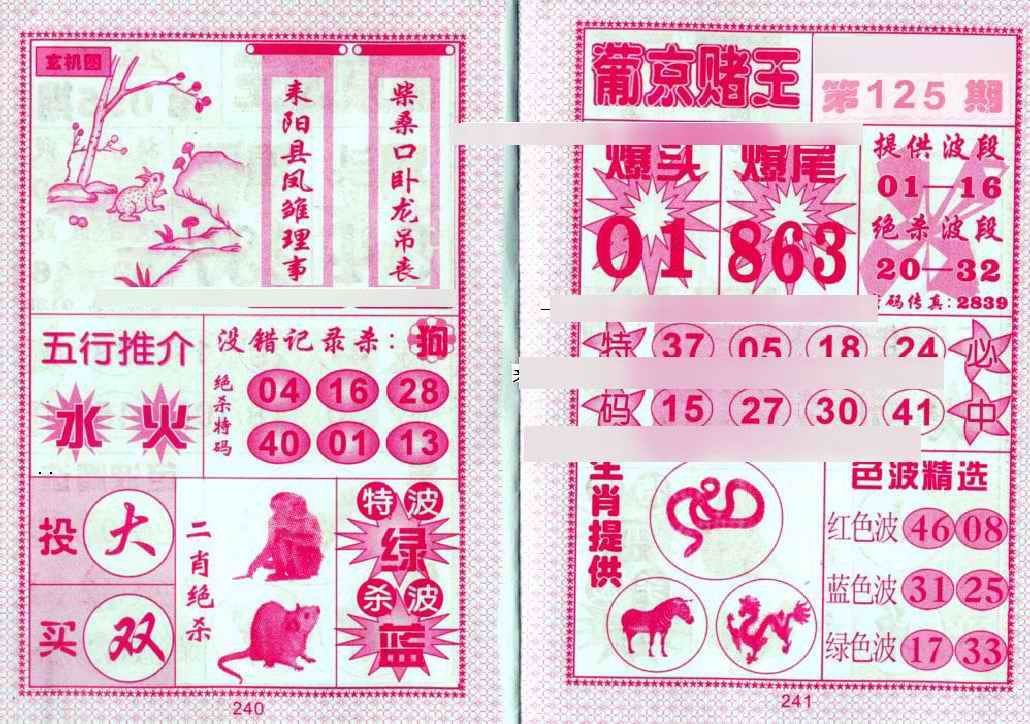 玄机图
柴桑口卧龙吊丧
耒阳县凤雏理事
五行推介
水 火
没错记录杀：狗
绝杀特码
04 16 28
40 01 13
投 大
买 双
二肖绝杀
特波
绿
杀波
蓝
240
葡京赌王
第125期
爆头
01
爆尾
863
提供波段
01—16
绝杀波段
20—32
码传真：2839
特码
37 05 18 24
15 27 30 41
必中
生肖提供
色波精选
红色波 46 08
蓝色波 31 25
绿色波 17 33
241